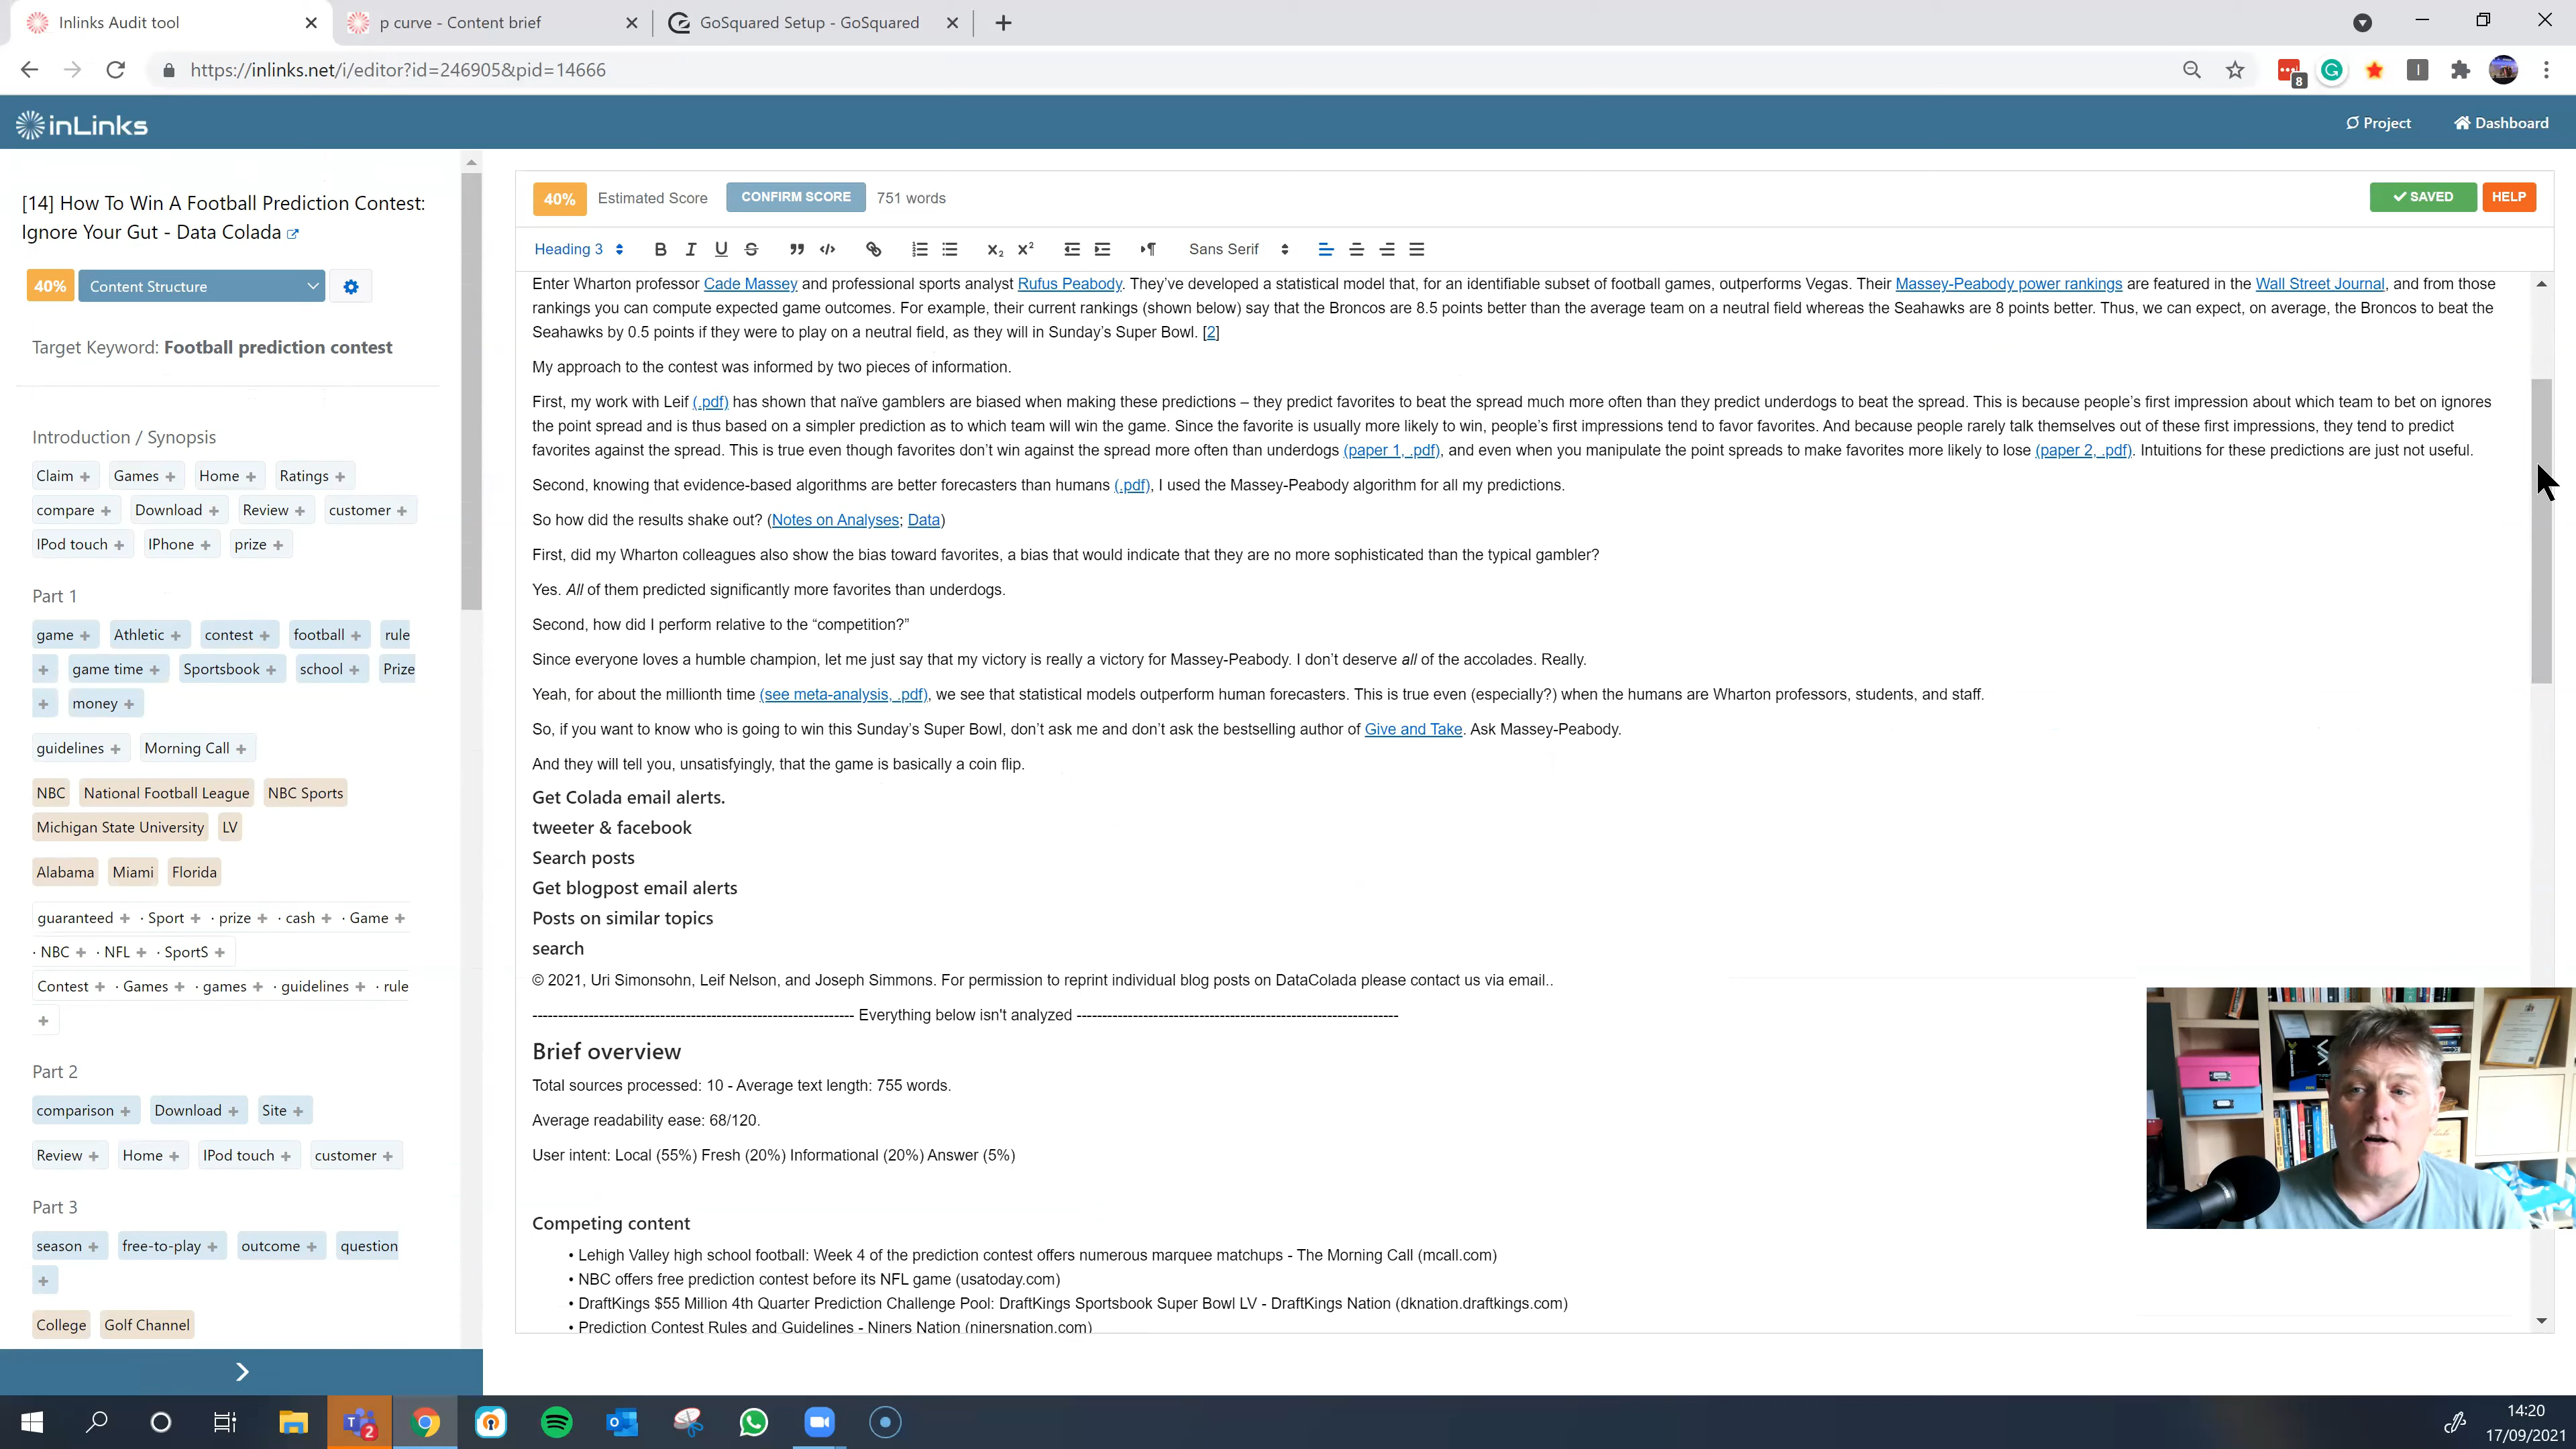 Inlinks Audit tool
p curve - Content brief
GoSquared Setup - GoSquared
https://inlinks.net/i/editor?id=246905&pid=14666
8
inLinks
Project
Dashboard
[14] How To Win A Football Prediction Contest:
Ignore Your Gut - Data Colada
40%
Content Structure
Target Keyword: Football prediction contest
Introduction / Synopsis
Claim + Games + Home + Ratings +
compare + Download + Review + customer +
IPod touch + IPhone + prize +
Part 1
game + Athletic + contest + football + rule
+ game time + Sportsbook + school + Prize
+ money +
guidelines + Morning Call +
NBC National Football League NBC Sports
Michigan State University LV
Alabama Miami Florida
guaranteed + · Sport + · prize + · cash + · Game +
· NBC + · NFL + · SportS +
Contest + · Games + · games + · guidelines + · rule
+
Part 2
comparison + Download + Site +
Review + Home + IPod touch + customer +
Part 3
season + free-to-play + outcome + question
+
College Golf Channel
40% Estimated Score CONFIRM SCORE 751 words
SAVED
HELP
Heading 3
B I U S
Sans Serif
Enter Wharton professor Cade Massey and professional sports analyst Rufus Peabody. They've developed a statistical model that, for an identifiable subset of football games, outperforms Vegas. Their Massey-Peabody power rankings are featured in the Wall Street Journal, and from those
rankings you can compute expected game outcomes. For example, their current rankings (shown below) say that the Broncos are 8.5 points better than the average team on a neutral field whereas the Seahawks are 8 points better. Thus, we can expect, on average, the Broncos to beat the
Seahawks by 0.5 points if they were to play on a neutral field, as they will in Sunday's Super Bowl. [2]
My approach to the contest was informed by two pieces of information.
First, my work with Leif (.pdf) has shown that naïve gamblers are biased when making these predictions – they predict favorites to beat the spread much more often than they predict underdogs to beat the spread. This is because people's first impression about which team to bet on ignores
the point spread and is thus based on a simpler prediction as to which team will win the game. Since the favorite is usually more likely to win, people's first impressions tend to favor favorites. And because people rarely talk themselves out of these first impressions, they tend to predict
favorites against the spread. This is true even though favorites don't win against the spread more often than underdogs (paper 1, .pdf), and even when you manipulate the point spreads to make favorites more likely to lose (paper 2, .pdf). Intuitions for these predictions are just not useful.
Second, knowing that evidence-based algorithms are better forecasters than humans (.pdf), I used the Massey-Peabody algorithm for all my predictions.
So how did the results shake out? (Notes on Analyses; Data)
First, did my Wharton colleagues also show the bias toward favorites, a bias that would indicate that they are no more sophisticated than the typical gambler?
Yes. All of them predicted significantly more favorites than underdogs.
Second, how did I perform relative to the “competition?”
Since everyone loves a humble champion, let me just say that my victory is really a victory for Massey-Peabody. I don't deserve all of the accolades. Really.
Yeah, for about the millionth time (see meta-analysis, .pdf), we see that statistical models outperform human forecasters. This is true even (especially?) when the humans are Wharton professors, students, and staff.
So, if you want to know who is going to win this Sunday's Super Bowl, don't ask me and don't ask the bestselling author of Give and Take. Ask Massey-Peabody.
And they will tell you, unsatisfyingly, that the game is basically a coin flip.
Get Colada email alerts.
tweeter & facebook
Search posts
Get blogpost email alerts
Posts on similar topics
search
© 2021, Uri Simonsohn, Leif Nelson, and Joseph Simmons. For permission to reprint individual blog posts on DataColada please contact us via email..
---------------------------------------------------------------- Everything below isn't analyzed ----------------------------------------------------------------
Brief overview
Total sources processed: 10 - Average text length: 755 words.
Average readability ease: 68/120.
User intent: Local (55%) Fresh (20%) Informational (20%) Answer (5%)
Competing content
• Lehigh Valley high school football: Week 4 of the prediction contest offers numerous marquee matchups - The Morning Call (mcall.com)
• NBC offers free prediction contest before its NFL game (usatoday.com)
• DraftKings $55 Million 4th Quarter Prediction Challenge Pool: DraftKings Sportsbook Super Bowl LV - DraftKings Nation (dknation.draftkings.com)
• Prediction Contest Rules and Guidelines - Niners Nation (ninersnation.com)
2
14:20
17/09/2021